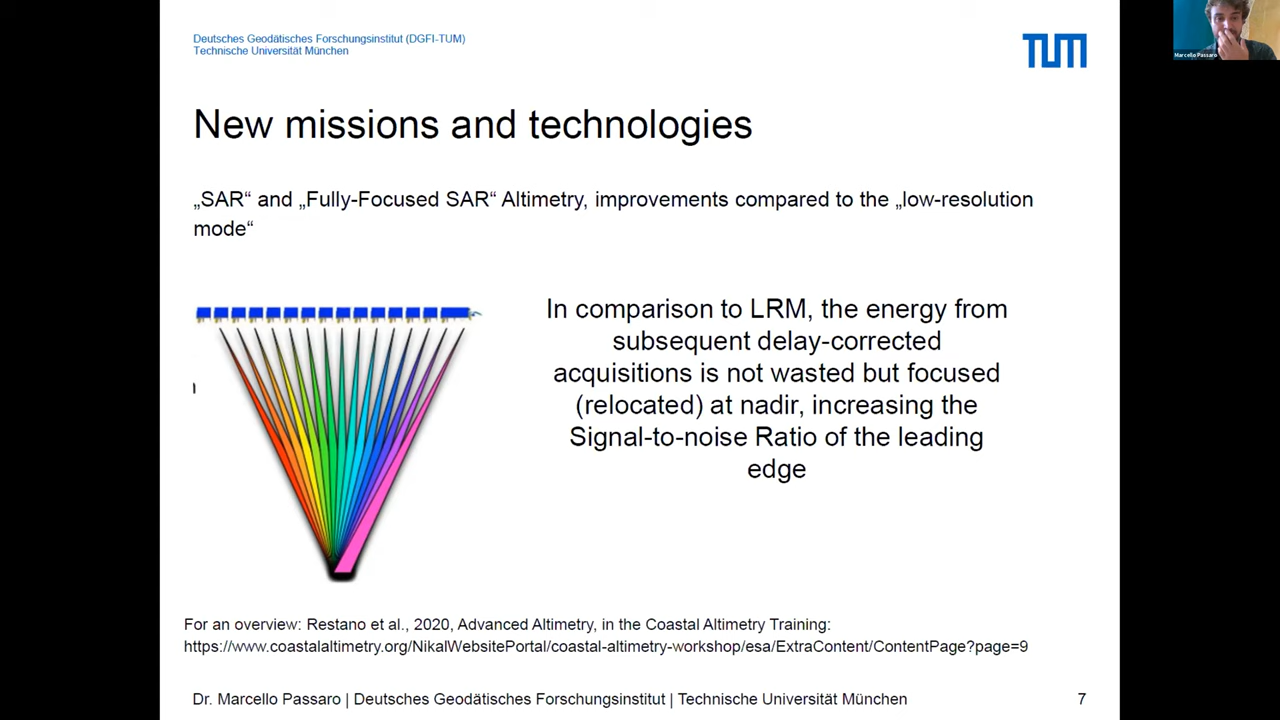 Deutsches Geodätisches Forschungsinstitut (DGFI-TUM)
Technische Universität München
TUM
Marcello Passaro
New missions and technologies
„SAR“ and „Fully-Focused SAR“ Altimetry, improvements compared to the „low-resolution
mode“
In comparison to LRM, the energy from
subsequent delay-corrected
acquisitions is not wasted but focused
(relocated) at nadir, increasing the
Signal-to-noise Ratio of the leading
edge
For an overview: Restano et al., 2020, Advanced Altimetry, in the Coastal Altimetry Training:
https://www.coastalaltimetry.org/NikalWebsitePortal/coastal-altimetry-workshop/esa/ExtraContent/ContentPage?page=9
Dr. Marcello Passaro | Deutsches Geodätisches Forschungsinstitut | Technische Universität München
7